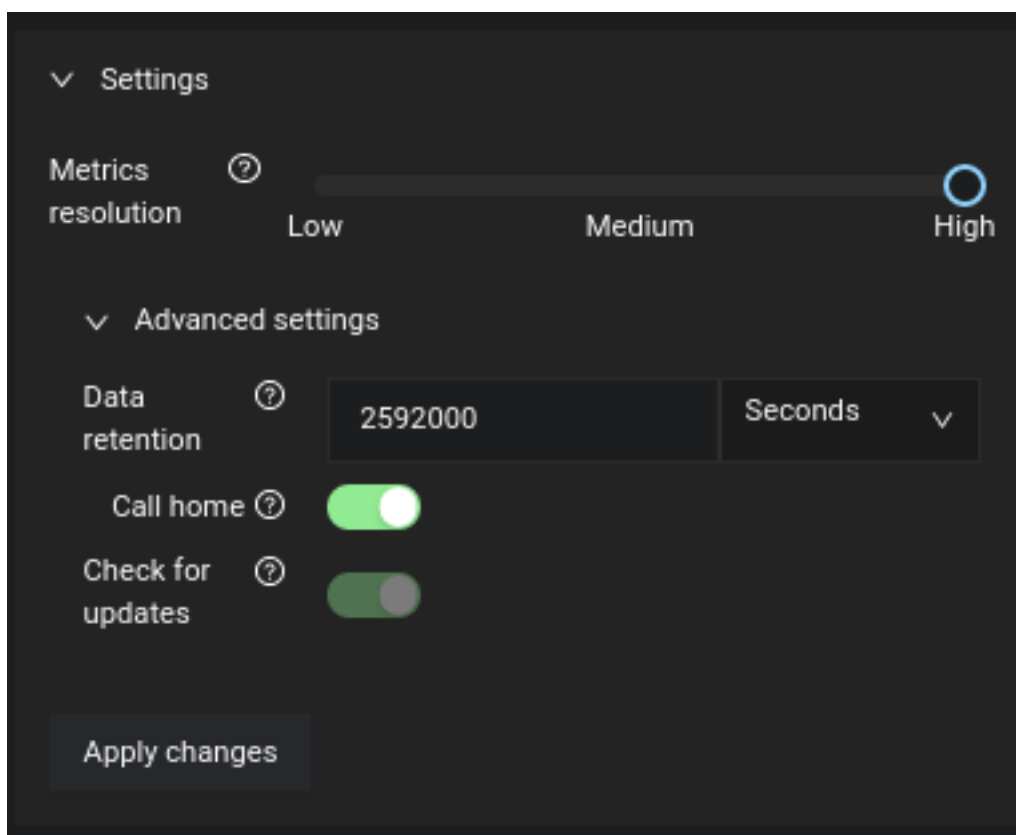 Settings
Metrics
resolution
Low Medium High
Advanced settings
Data
retention
2592000 Seconds
Call home
Check for
updates
Apply changes